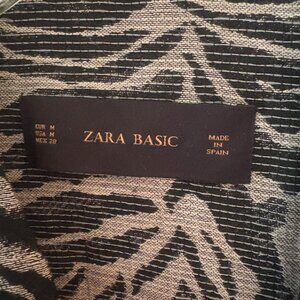 EUR M
USA M
MEX 28
ZARA BASIC
MADE
IN
SPAIN